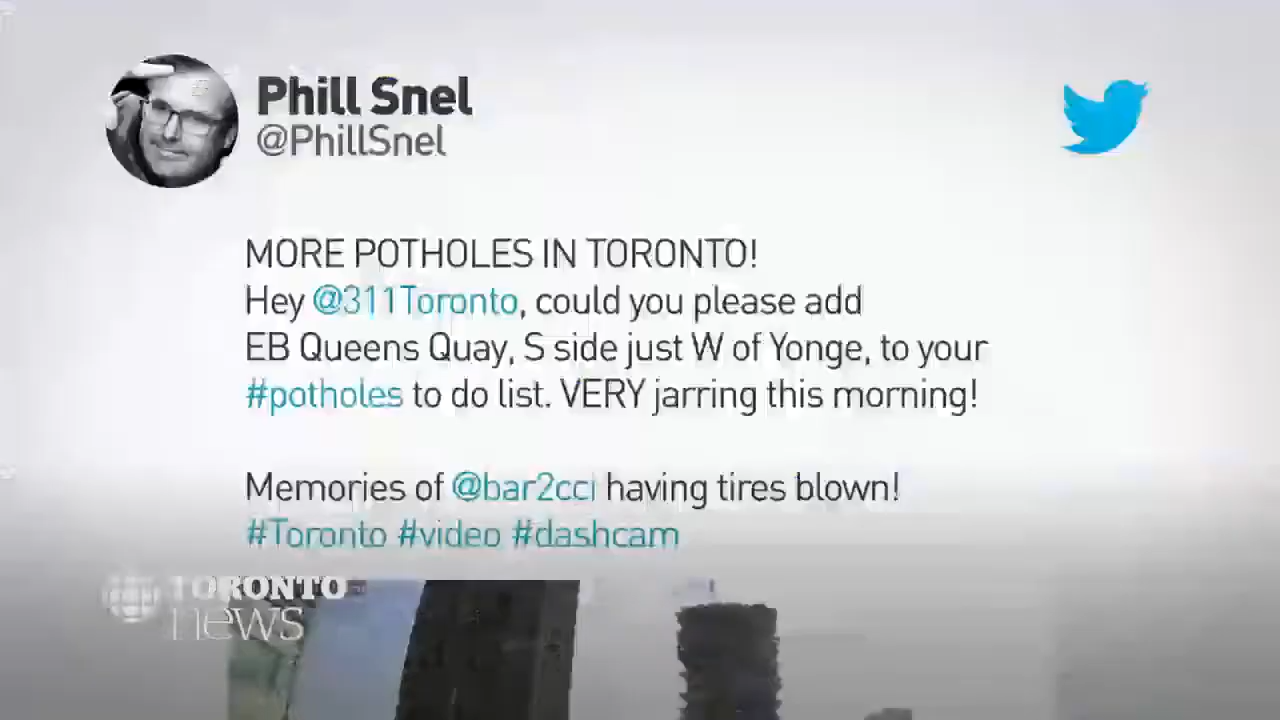 Phill Snel
@PhillSnel
MORE POTHOLES IN TORONTO!
Hey @311Toronto, could you please add
EB Queens Quay, S side just W of Yonge, to your
#potholes to do list. VERY jarring this morning!
Memories of @bar2cci having tires blown!
#Toronto #video #dashcam
TORONTO
news